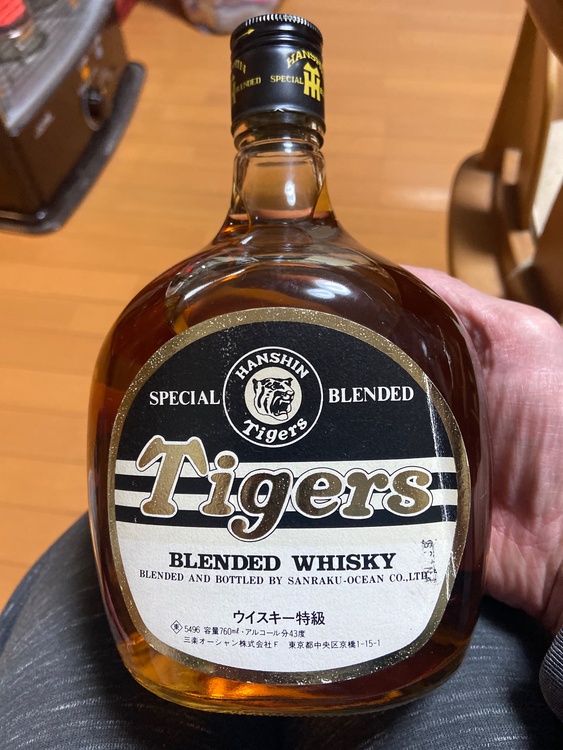 HANSHIN
SPECIAL
BLENDED
HANSHIN
SPECIAL BLENDED
Tigers
Tigers
BLENDED WHISKY
BLENDED AND BOTTLED BY SANRAKU-OCEAN CO.,LTD.
ウイスキー特級
東 5496 容量760ml・アルコール分43度
三楽オーシャン株式会社F 東京都中央区京橋1-15-1